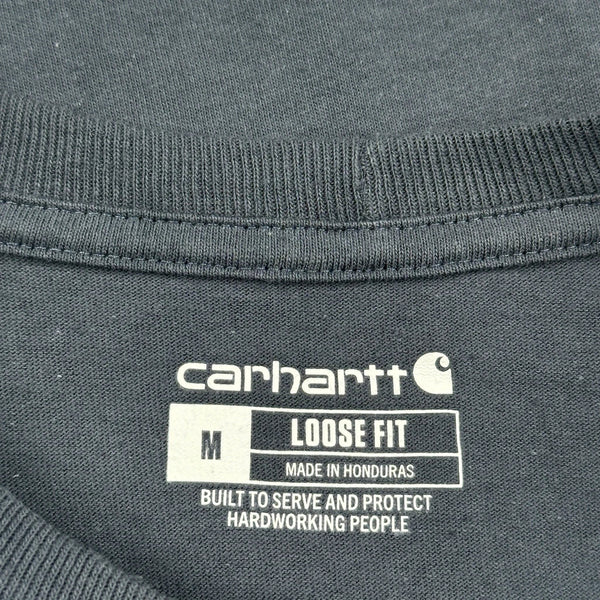 carhartt
M
LOOSE FIT
MADE IN HONDURAS
BUILT TO SERVE AND PROTECT
HARDWORKING PEOPLE